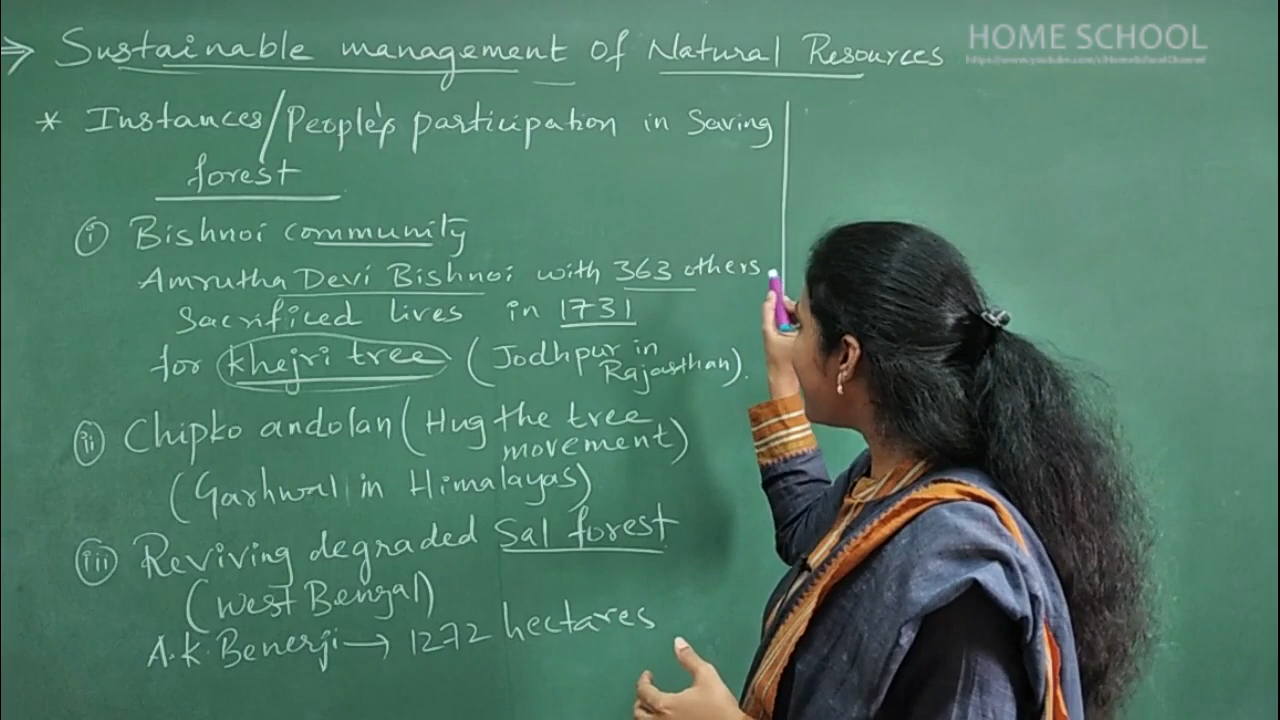 ⇒ Sustainable management of Natural Resources
HOME SCHOOL
* Instances/People's participation in Saving
forest
i Bishnoi community
Amrutha Devi Bishnoi with 363 others
Sacrificed lives in 1731
for khejri tree (Jodhpur in
Rajasthan).
ii Chipko andolan (Hug the tree
movement)
(Garhwal in Himalayas)
iii Reviving degraded Sal forest
(West Bengal)
A.K. Benerji → 1272 hectares